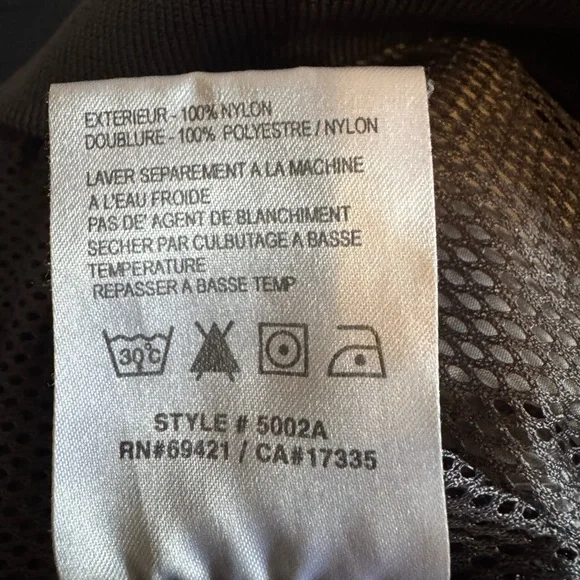 EXTERIEUR - 100% NYLON
DOUBLURE - 100% POLYESTRE / NYLON
LAVER SEPAREMENT A LA MACHINE
A L'EAU FROIDE
PAS DE' AGENT DE BLANCHIMENT
SECHER PAR CULBUTAGE A BASSE
TEMPERATURE
REPASSER A BASSE TEMP
30°C
STYLE # 5002A
RN#69421 / CA#17335